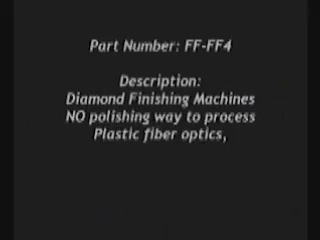 Part Number: FF-FF4
Description:
Diamond Finishing Machines
NO polishing way to process
Plastic fiber optics,